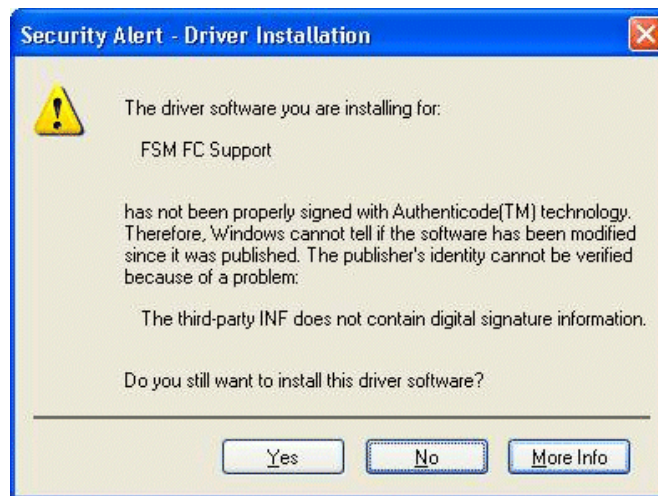 Security Alert - Driver Installation
The driver software you are installing for:
FSM FC Support
has not been properly signed with Authenticode(TM) technology.
Therefore, Windows cannot tell if the software has been modified
since it was published. The publisher's identity cannot be verified
because of a problem:
The third-party INF does not contain digital signature information.
Do you still want to install this driver software?
Yes
No
More Info